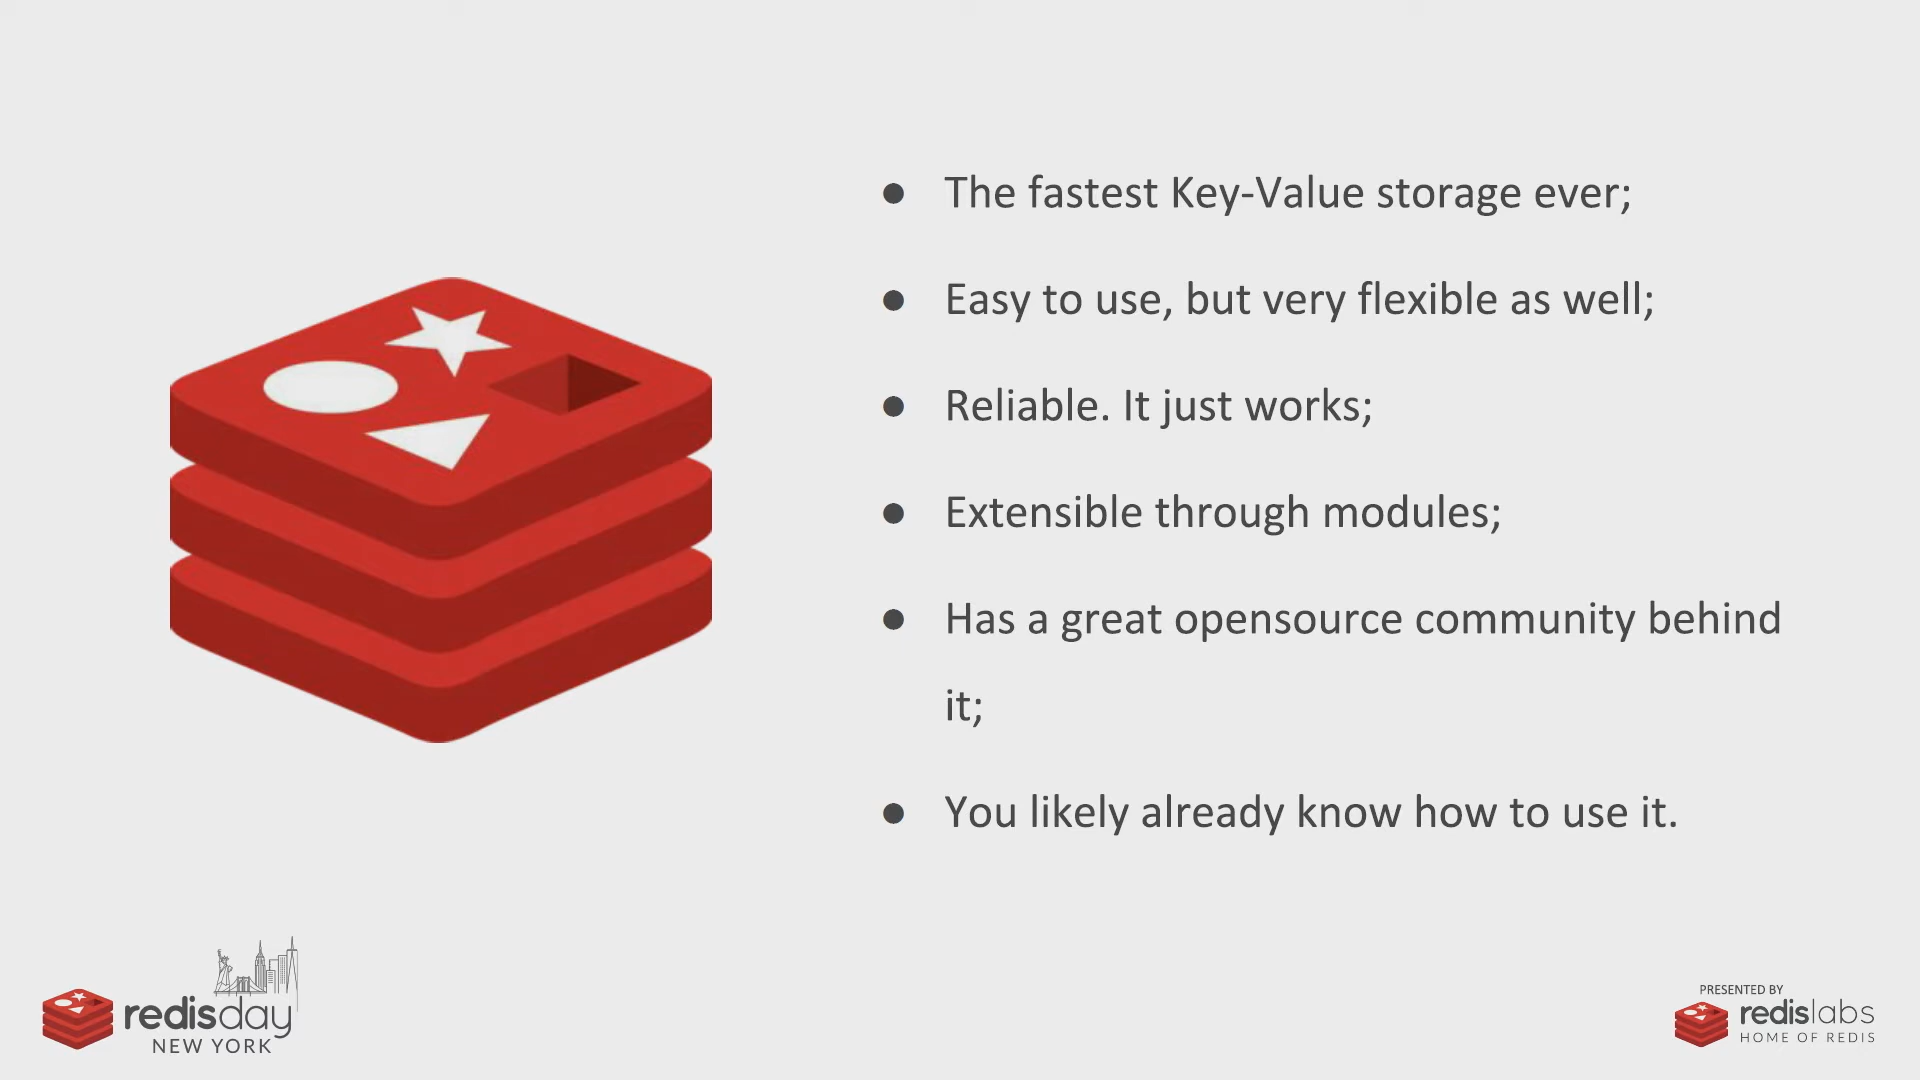 ● The fastest Key-Value storage ever;
● Easy to use, but very flexible as well;
● Reliable. It just works;
● Extensible through modules;
● Has a great opensource community behind
it;
● You likely already know how to use it.
redisday
NEW YORK
PRESENTED BY
redislabs
HOME OF REDIS